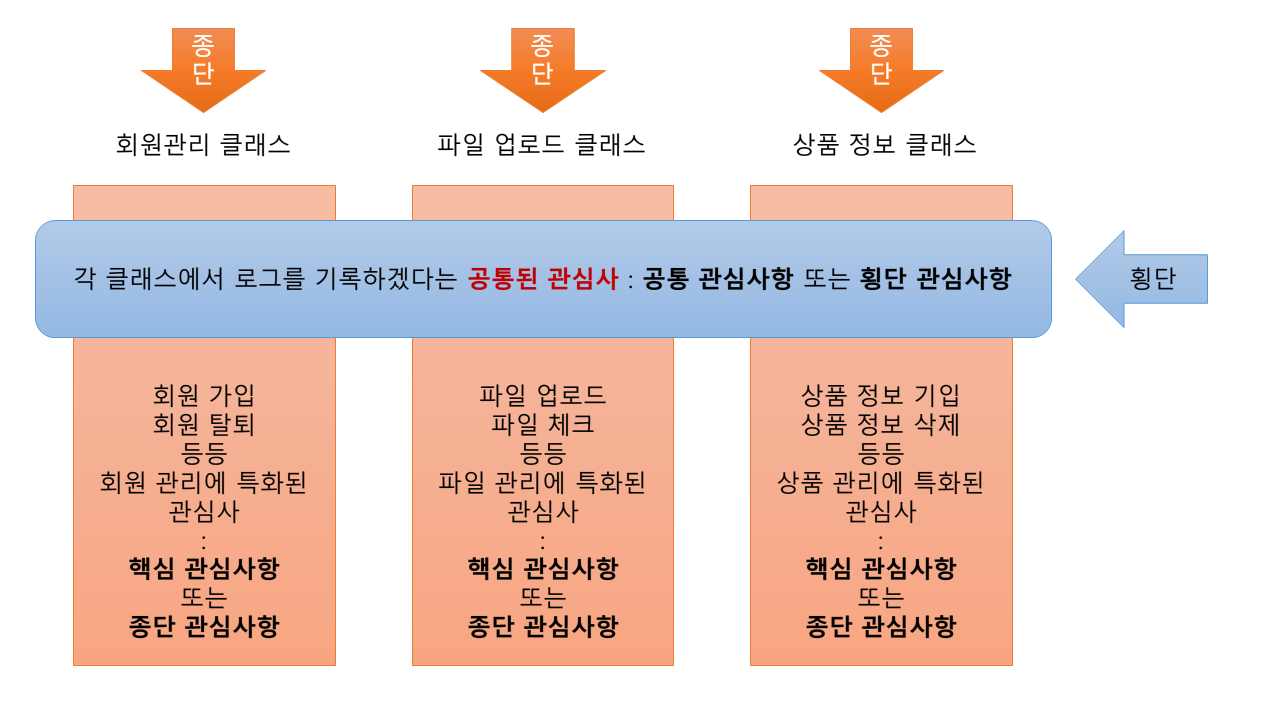 종
단
종
단
종
단
회원관리 클래스
파일 업로드 클래스
상품 정보 클래스
각 클래스에서 로그를 기록하겠다는 공통된 관심사 : 공통 관심사항 또는 횡단 관심사항
횡단
회원 가입
회원 탈퇴
등등
회원 관리에 특화된
관심사
:
핵심 관심사항
또는
종단 관심사항
파일 업로드
파일 체크
등등
파일 관리에 특화된
관심사
:
핵심 관심사항
또는
종단 관심사항
상품 정보 기입
상품 정보 삭제
등등
상품 관리에 특화된
관심사
:
핵심 관심사항
또는
종단 관심사항